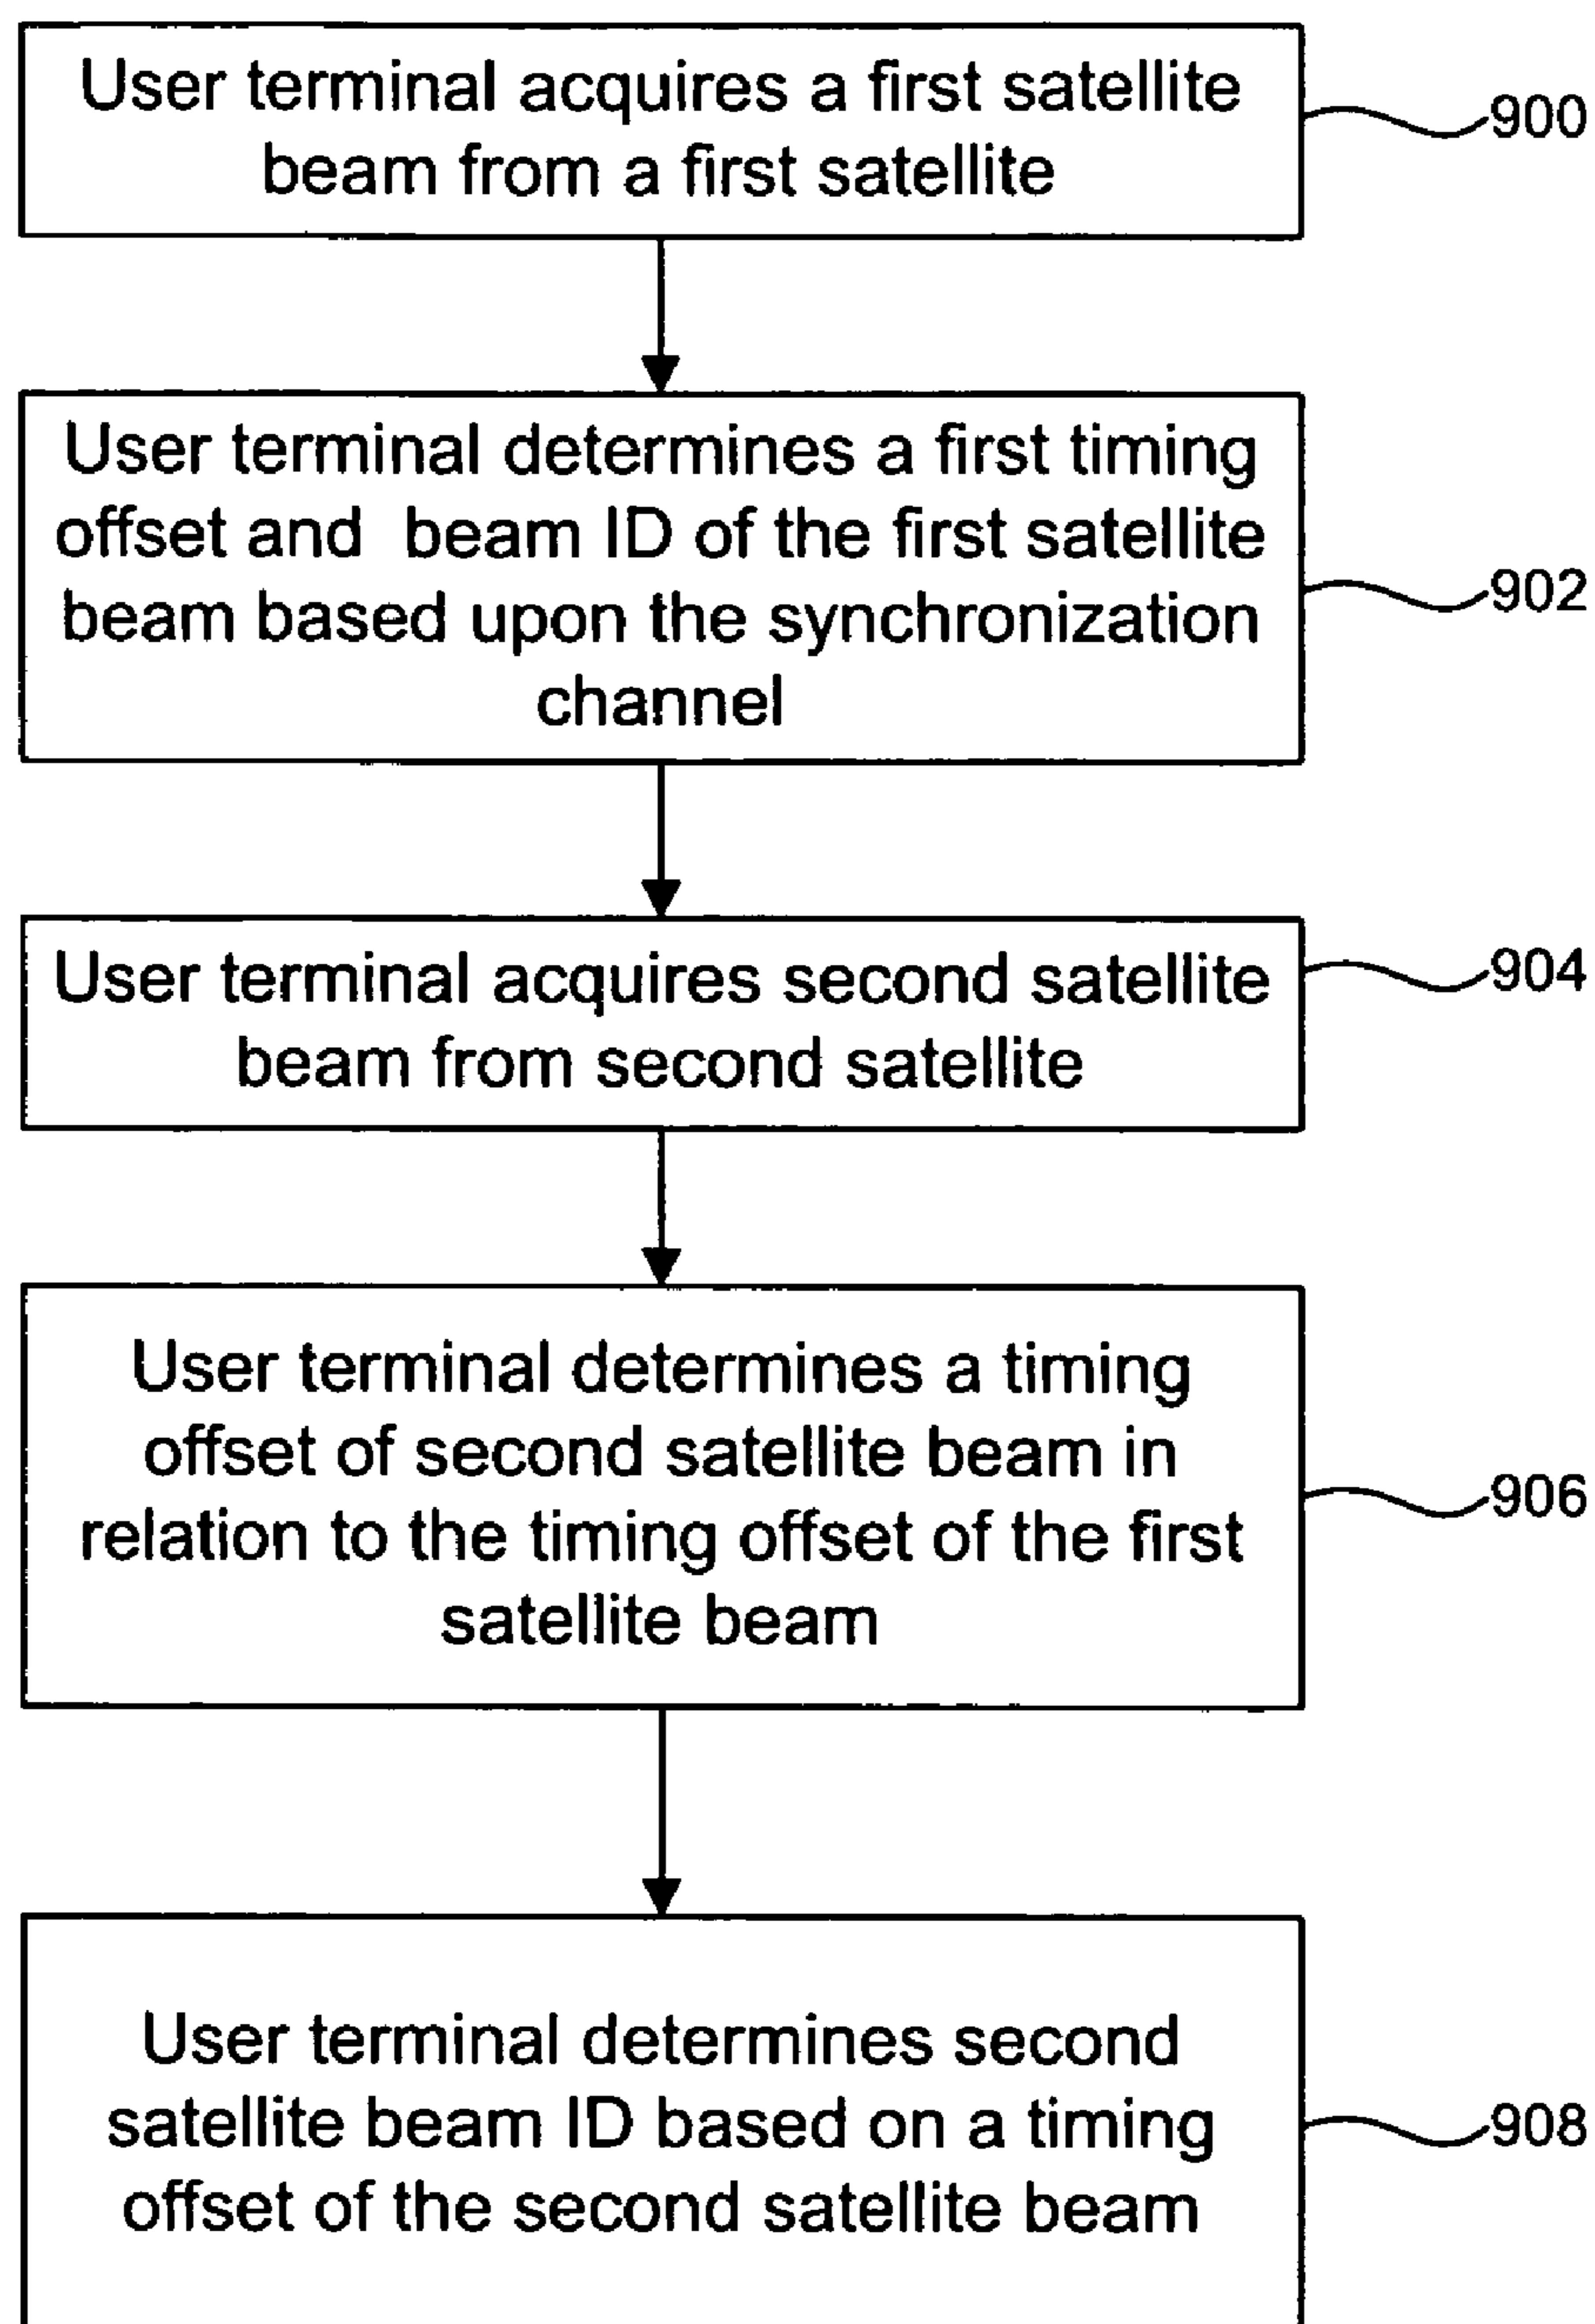 User terminal acquires a first satellite
beam from a first satellite
900
User terminal determines a first timing
offset and beam ID of the first satellite
beam based upon the synchronization
channel
902
User terminal acquires second satellite
beam from second satellite
904
User terminal determines a timing
offset of second satellite beam in
relation to the timing offset of the first
satellite beam
906
User terminal determines second
satellite beam ID based on a timing
offset of the second satellite beam
908